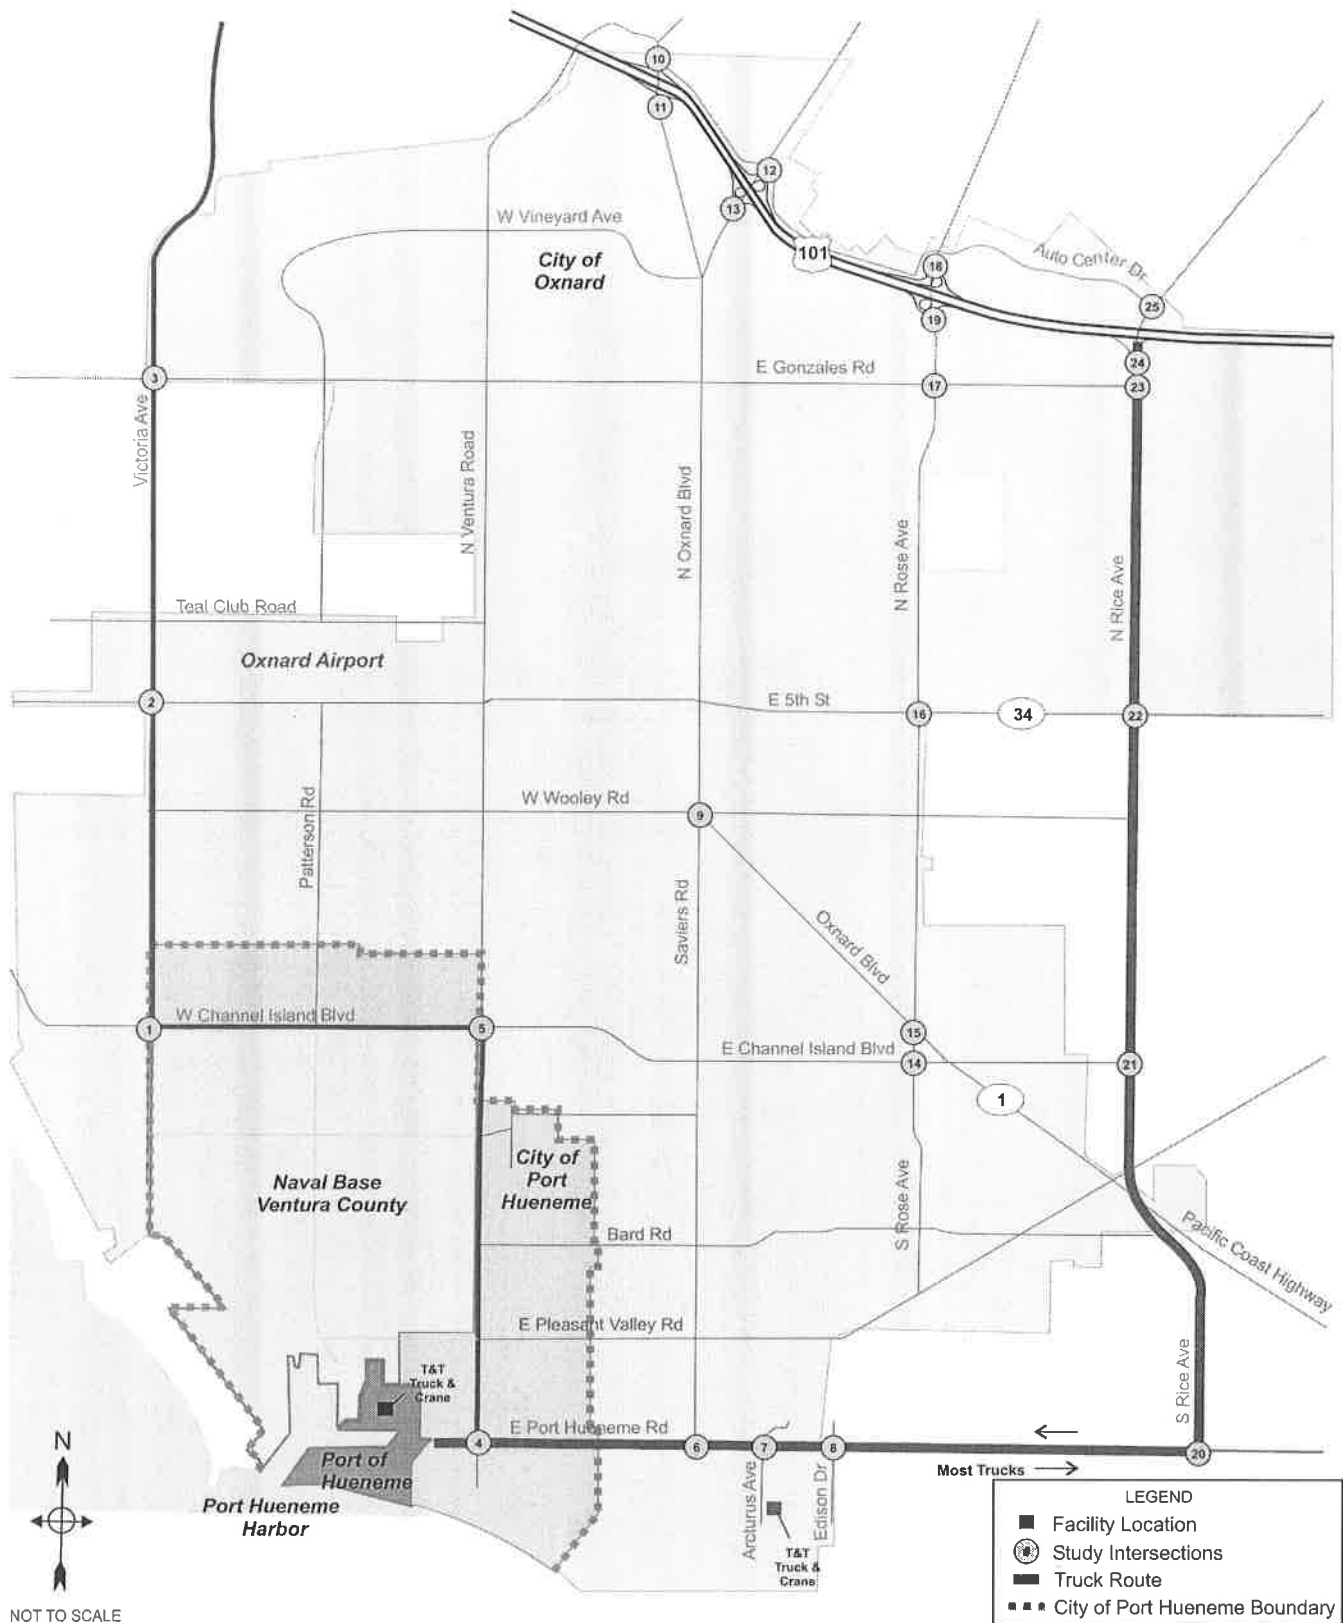 10
11
12
13
W Vineyard Ave
City of
Oxnard
101
18
Auto Center Dr
19
25
24
3
E Gonzales Rd
17
23
Victoria Ave
N Ventura Road
N Oxnard Blvd
N Rose Ave
N Rice Ave
Teal Club Road
Oxnard Airport
2
E 5th St
16
34
22
W Wooley Rd
9
Patterson Rd
Saviers Rd
Oxnard Blvd
W Channel Island Blvd
1
5
15
E Channel Island Blvd
14
21
1
City of
Port
Hueneme
Naval Base
Ventura County
S Rose Ave
Bard Rd
Pacific Coast Highway
E Pleasant Valley Rd
S Rice Ave
T&T
Truck &
Crane
E Port Hueneme Rd
4
6
7
8
20
Port of
Hueneme
Most Trucks
Port Hueneme
Harbor
Arcturus Ave
Edison Dr
T&T
Truck &
Crane
N
LEGEND
Facility Location
Study Intersections
Truck Route
City of Port Hueneme Boundary
NOT TO SCALE